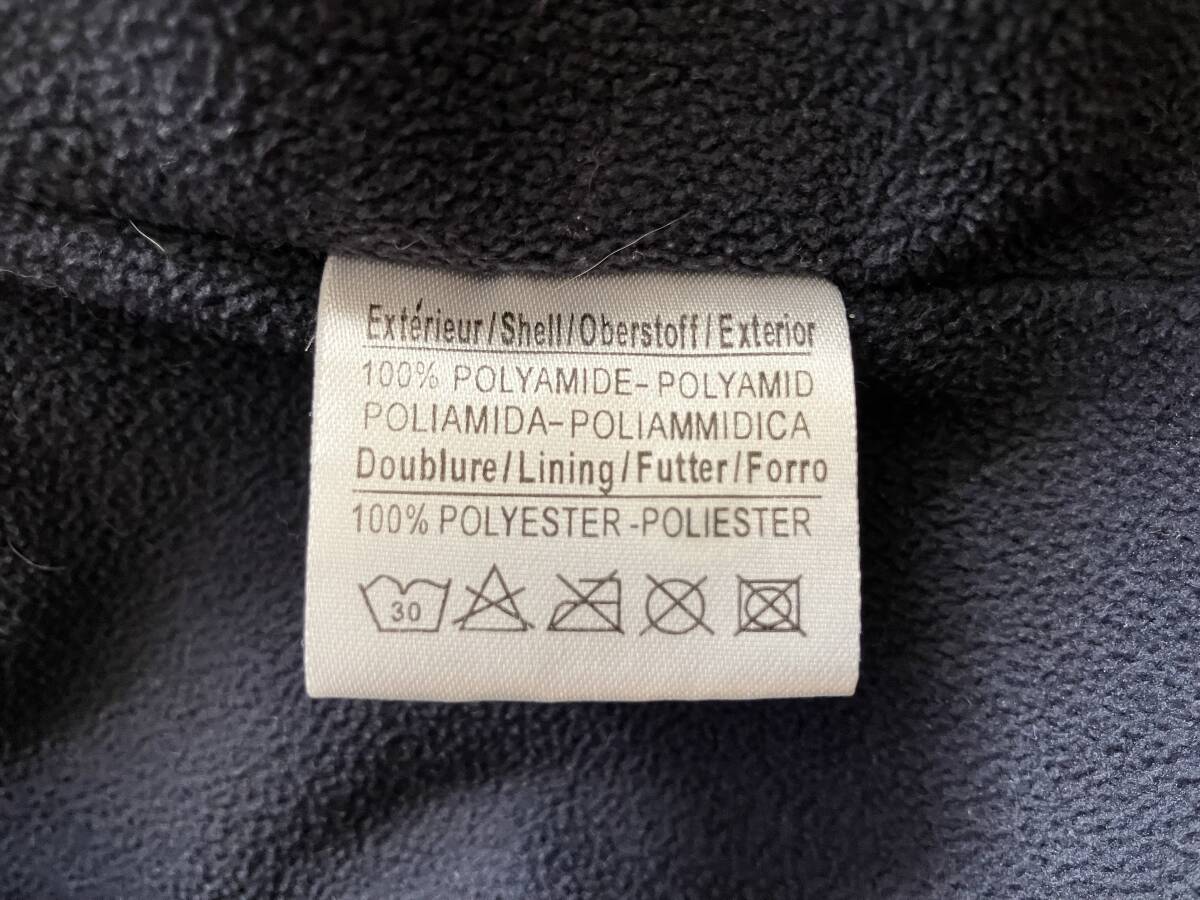 Extérieur/Shell/Oberstoff/Exterior
100% POLYAMIDE- POLYAMID
POLIAMIDA-POLIAMMIDICA
Doublure/Lining/Futter/Forro
100% POLYESTER -POLIESTER
30